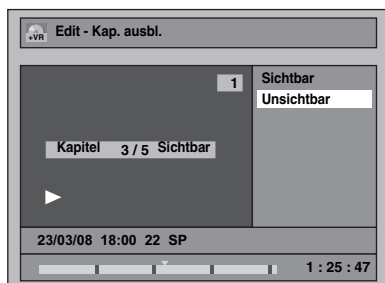 +VR Edit - Kap. ausbl.
1
Sichtbar
Unsichtbar
Kapitel 3 / 5 Sichtbar
23/03/08 18:00 22 SP
1 : 25 : 47